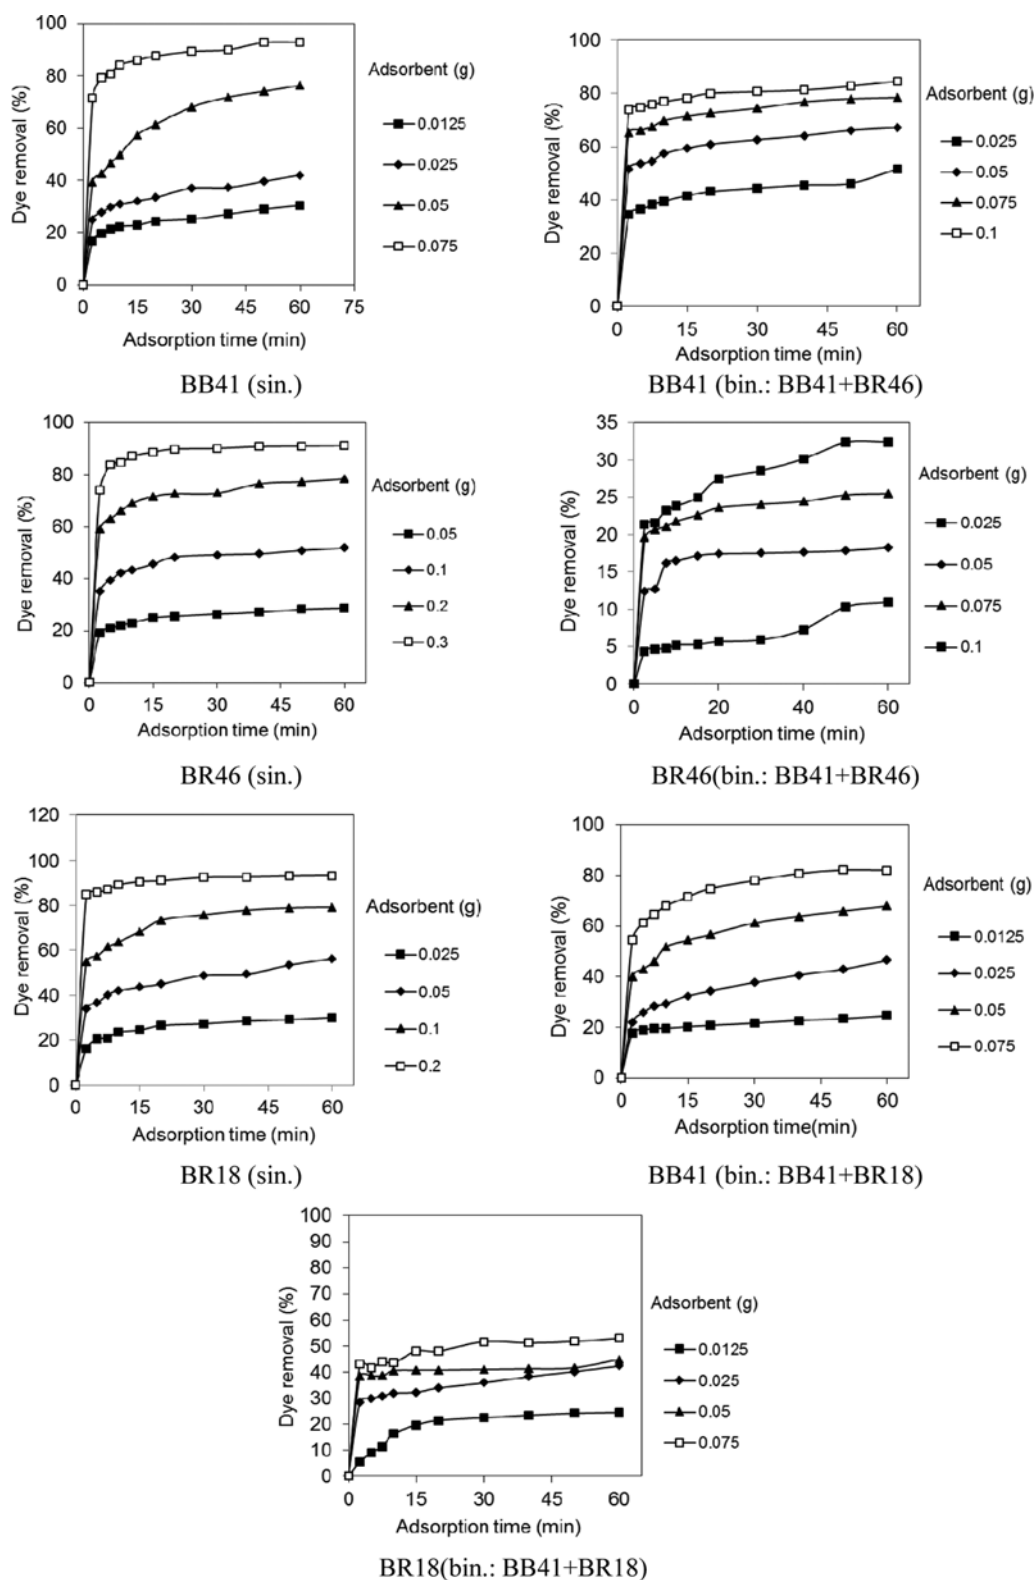 100
80
60
40
20
0
Dye removal (%)
0 15 30 45 60 75
Adsorption time (min)
Adsorbent (g)
0.0125
0.025
0.05
0.075
BB41 (sin.)
100
80
60
40
20
0
Dye removal (%)
0 15 30 45 60
Adsorption time (min)
Adsorbent (g)
0.025
0.05
0.075
0.1
BB41 (bin.: BB41+BR46)
100
80
60
40
20
0
Dye removal (%)
0 15 30 45 60
Adsorption time (min)
Adsorbent (g)
0.05
0.1
0.2
0.3
BR46 (sin.)
35
30
25
20
15
10
5
0
Dye removal (%)
0 20 40 60
Adsorption time (min)
Adsorbent (g)
0.025
0.05
0.075
0.1
BR46(bin.: BB41+BR46)
120
100
80
60
40
20
0
Dye removal (%)
0 15 30 45 60
Adsorption time (min)
Adsorbent (g)
0.025
0.05
0.1
0.2
BR18 (sin.)
100
80
60
40
20
0
Dye removal (%)
0 15 30 45 60
Adsorption time(min)
Adsorbent (g)
0.0125
0.025
0.05
0.075
BB41 (bin.: BB41+BR18)
100
90
80
70
60
50
40
30
20
10
0
Dye removal (%)
0 15 30 45 60
Adsorption time (min)
Adsorbent (g)
0.0125
0.025
0.05
0.075
BR18(bin.: BB41+BR18)